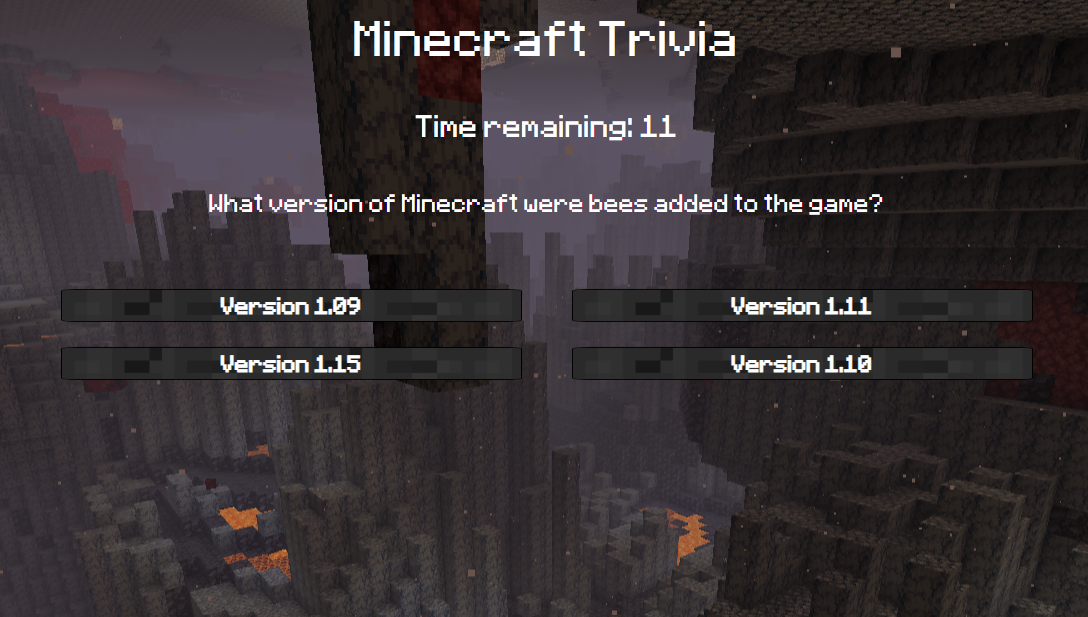 Minecraft Trivia
Time remaining: 11
What version of Minecraft were bees added to the game?
Version 1.09
Version 1.11
Version 1.15
Version 1.10